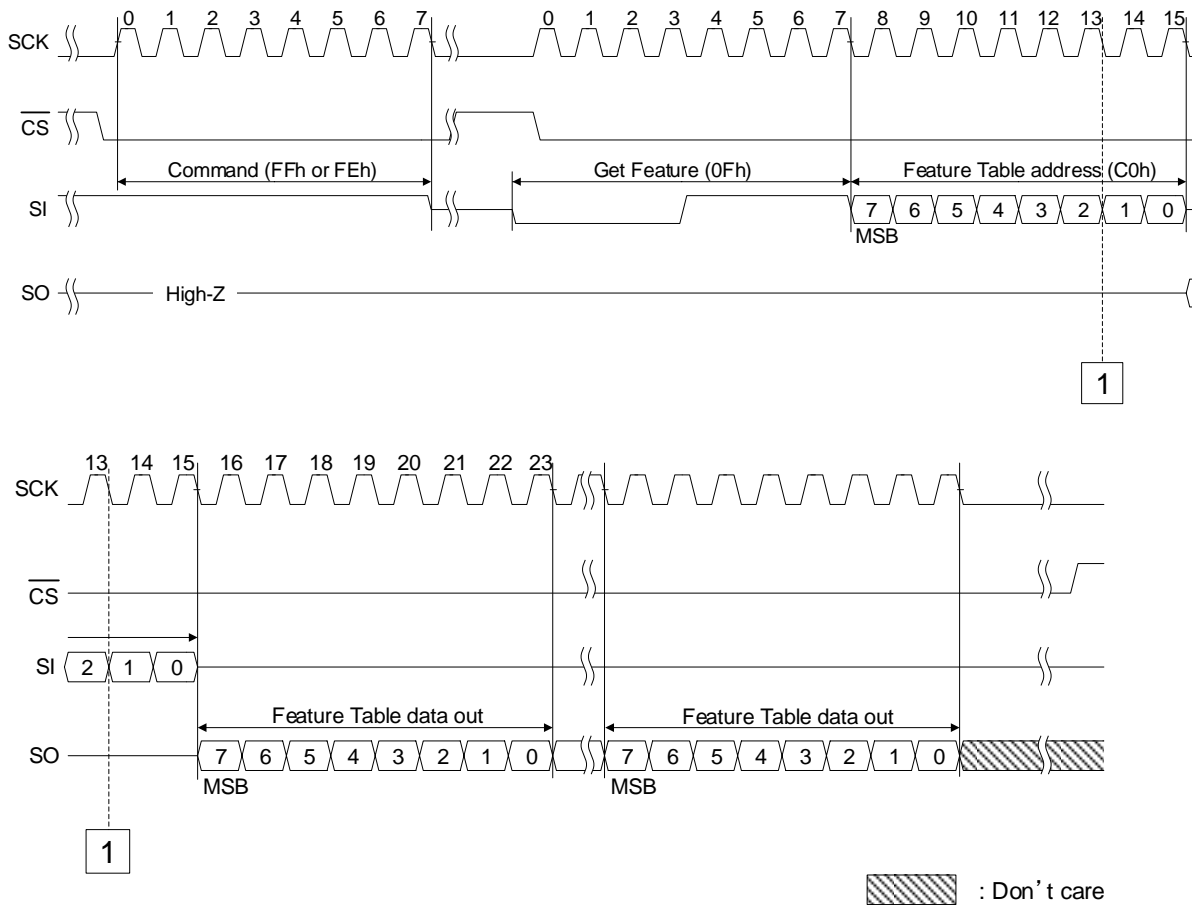 0 1 2 3 4 5 6 7 0 1 2 3 4 5 6 7 8 9 10 11 12 13 14 15
SCK
CS
Command (FFh or FEh) Get Feature (0Fh) Feature Table address (C0h)
SI 7 6 5 4 3 2 1 0
MSB
SO High-Z
1
13 14 15 16 17 18 19 20 21 22 23
SCK
CS
SI 2 1 0
Feature Table data out Feature Table data out
SO 7 6 5 4 3 2 1 0 7 6 5 4 3 2 1 0
MSB MSB
1
: Don't care